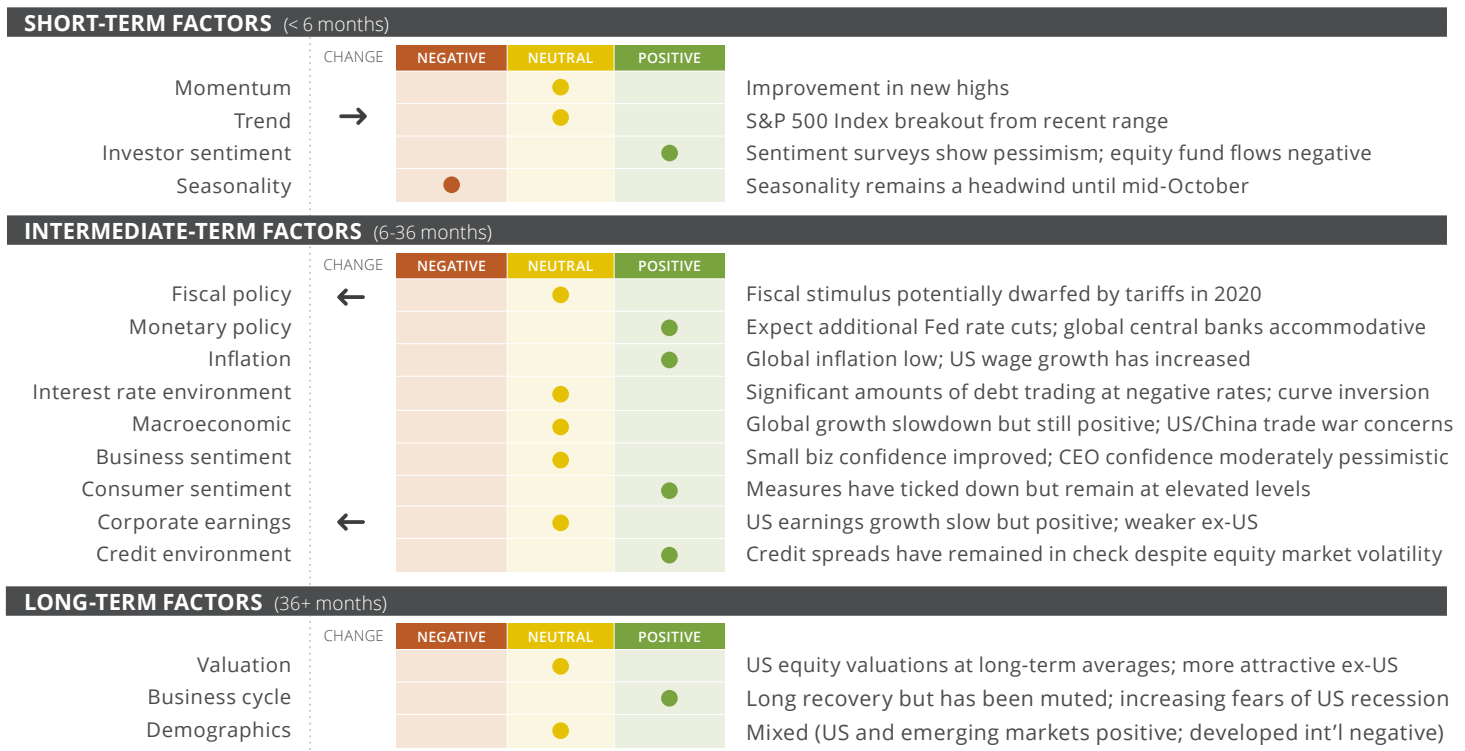 SHORT-TERM FACTORS (< 6 months)
CHANGE NEGATIVE NEUTRAL POSITIVE
Momentum Improvement in new highs
Trend → S&P 500 Index breakout from recent range
Investor sentiment Sentiment surveys show pessimism; equity fund flows negative
Seasonality Seasonality remains a headwind until mid-October
INTERMEDIATE-TERM FACTORS (6-36 months)
CHANGE NEGATIVE NEUTRAL POSITIVE
Fiscal policy ← Fiscal stimulus potentially dwarfed by tariffs in 2020
Monetary policy Expect additional Fed rate cuts; global central banks accommodative
Inflation Global inflation low; US wage growth has increased
Interest rate environment Significant amounts of debt trading at negative rates; curve inversion
Macroeconomic Global growth slowdown but still positive; US/China trade war concerns
Business sentiment Small biz confidence improved; CEO confidence moderately pessimistic
Consumer sentiment Measures have ticked down but remain at elevated levels
Corporate earnings ← US earnings growth slow but positive; weaker ex-US
Credit environment Credit spreads have remained in check despite equity market volatility
LONG-TERM FACTORS (36+ months)
CHANGE NEGATIVE NEUTRAL POSITIVE
Valuation US equity valuations at long-term averages; more attractive ex-US
Business cycle Long recovery but has been muted; increasing fears of US recession
Demographics Mixed (US and emerging markets positive; developed int'l negative)